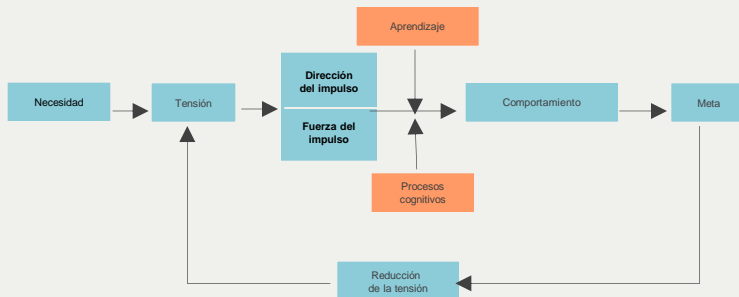 Aprendizaje
Necesidad
Tensión
Dirección
del impulso
Fuerza del
impulso
Comportamiento
Meta
Procesos
cognitivos
Reducción
de la tensión